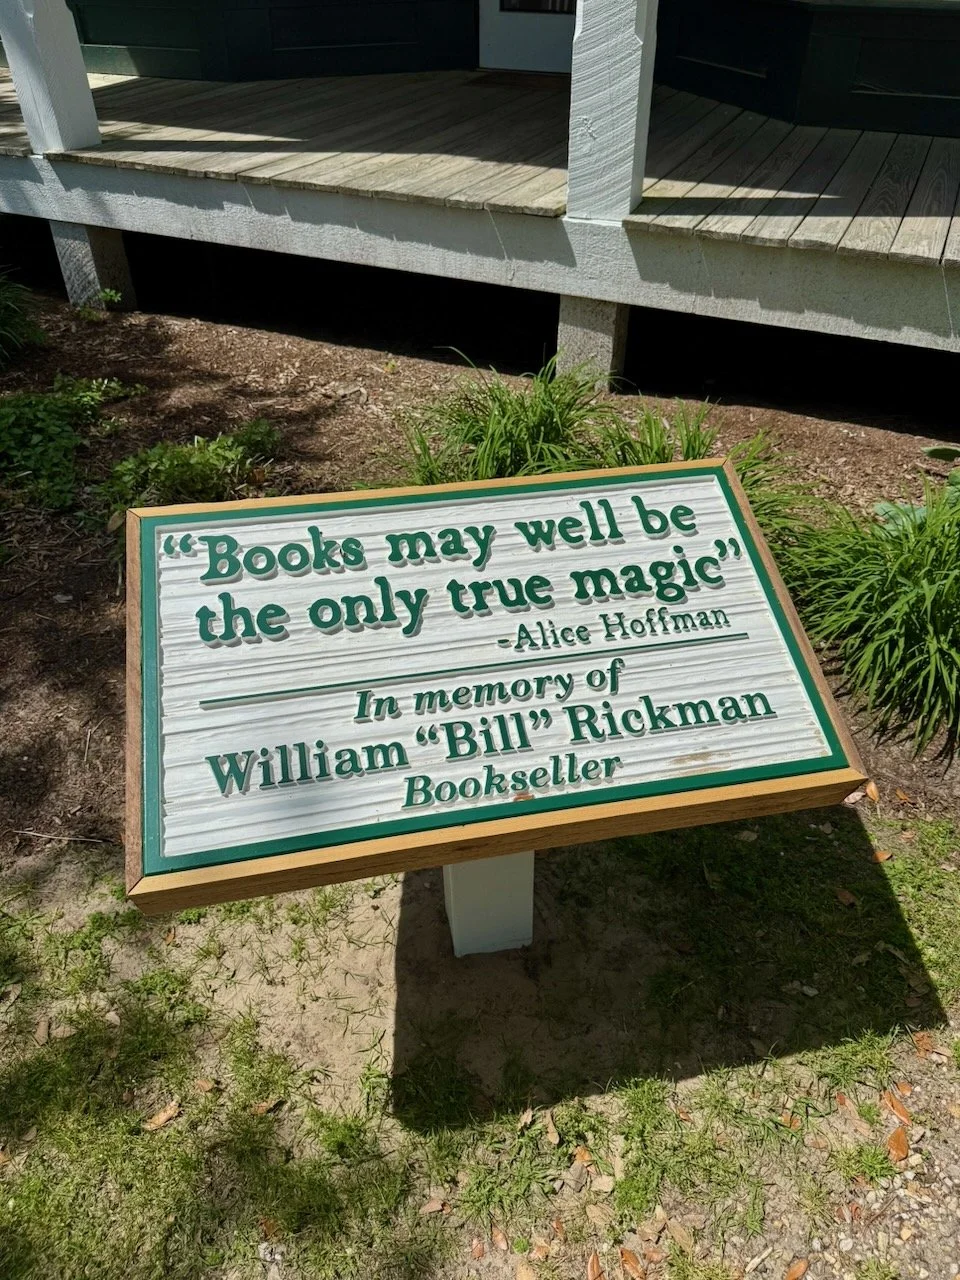 “Books may well be
the only true magic”
-Alice Hoffman
In memory of
William “Bill” Rickman
Bookseller